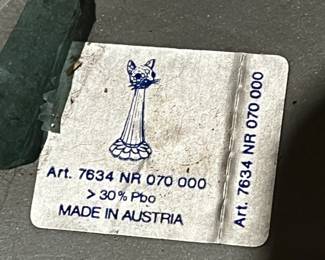 Art. 7634 NR 070 000
> 30% Pbo
MADE IN AUSTRIA
Art. 7634 NR 070 000